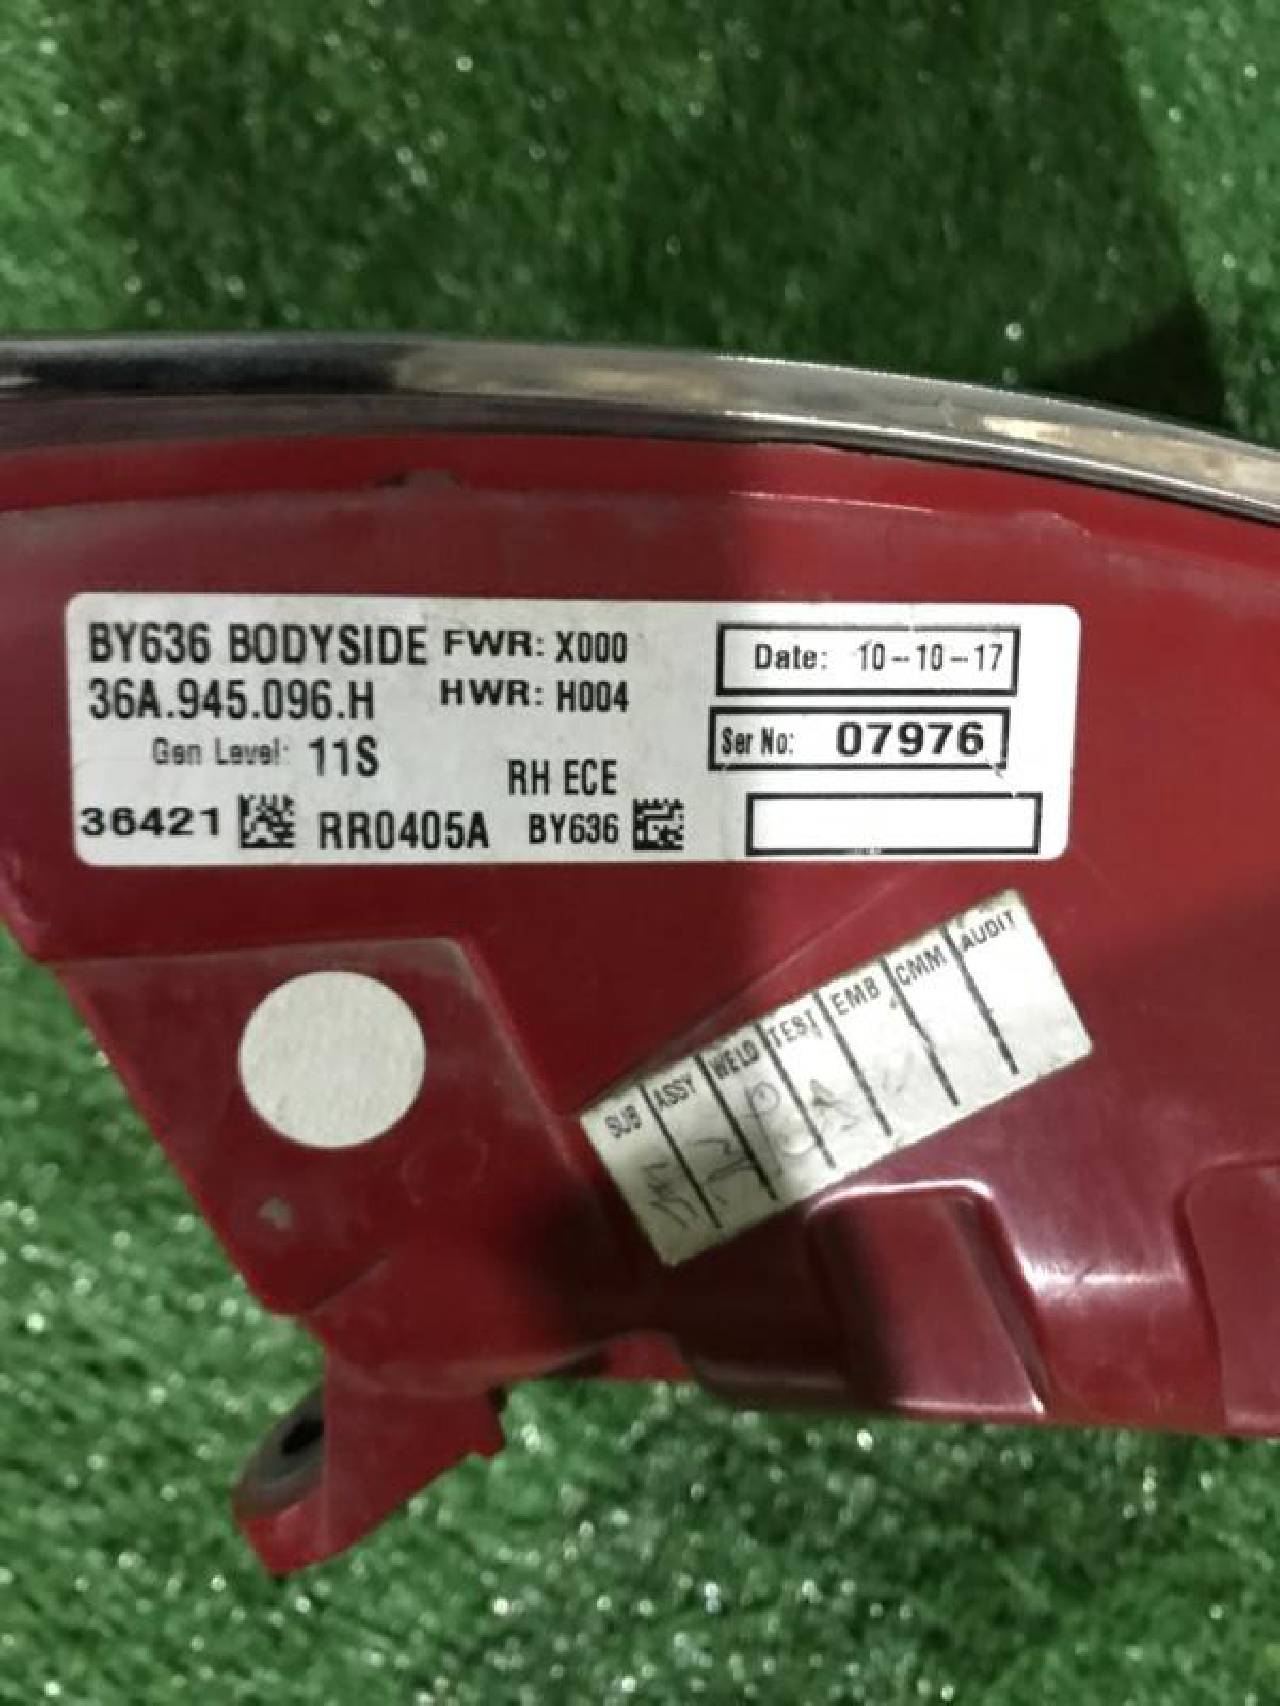 BY636 BODYSIDE FWR: X000
36A.945.096.H HWR: H004
Date: 10-10-17
Gen Level: 11S
Ser No: 07976
RH ECE
36421 RR0405A BY636
SUB ASSY WELD TEST EMB CMM AUDIT